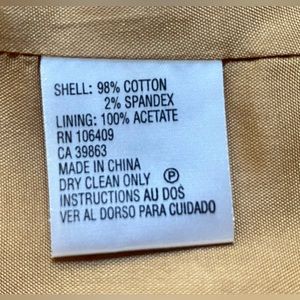 SHELL: 98% COTTON
2% SPANDEX
LINING: 100% ACETATE
RN 106409
CA 39863
MADE IN CHINA
DRY CLEAN ONLY Ⓟ
INSTRUCTIONS AU DOS
VER AL DORSO PARA CUIDADO